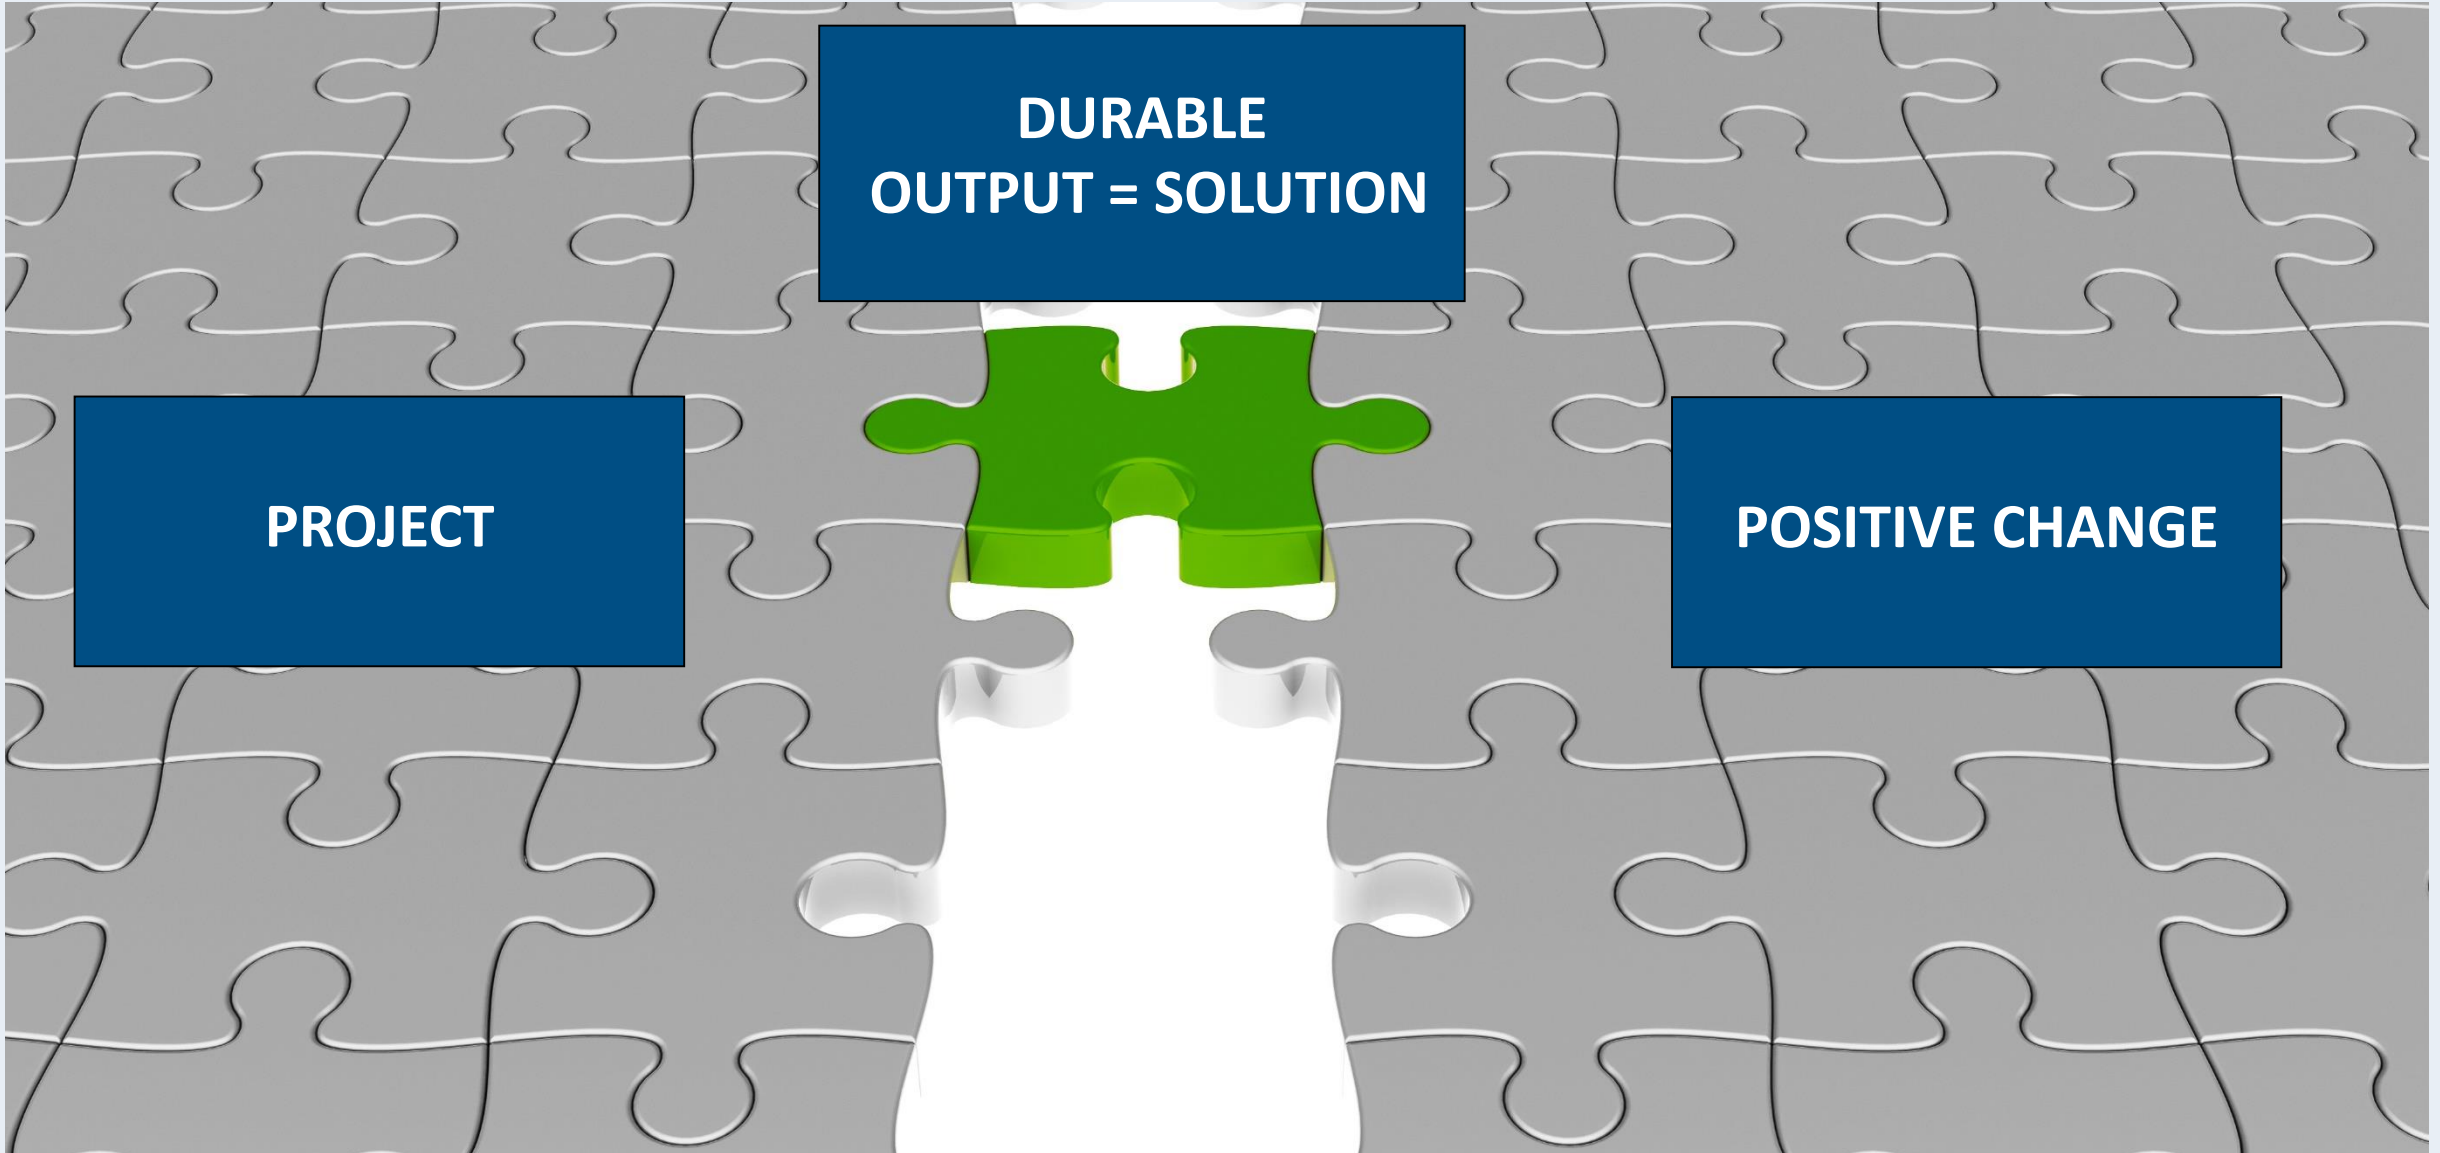 DURABLE
OUTPUT = SOLUTION
PROJECT
POSITIVE CHANGE